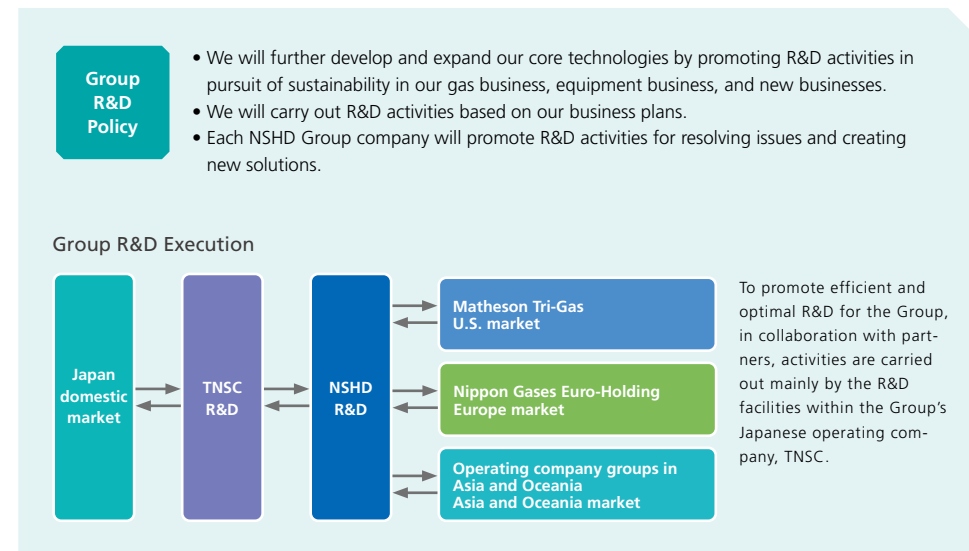 Group
R&D
Policy
• We will further develop and expand our core technologies by promoting R&D activities in
pursuit of sustainability in our gas business, equipment business, and new businesses.
• We will carry out R&D activities based on our business plans.
• Each NSHD Group company will promote R&D activities for resolving issues and creating
new solutions.
Group R&D Execution
Japan
domestic
market
TNSC
R&D
NSHD
R&D
Matheson Tri-Gas
U.S. market
Nippon Gases Euro-Holding
Europe market
Operating company groups in
Asia and Oceania
Asia and Oceania market
To promote efficient and
optimal R&D for the Group,
in collaboration with part-
ners, activities are carried
out mainly by the R&D
facilities within the Group’s
Japanese operating com-
pany, TNSC.